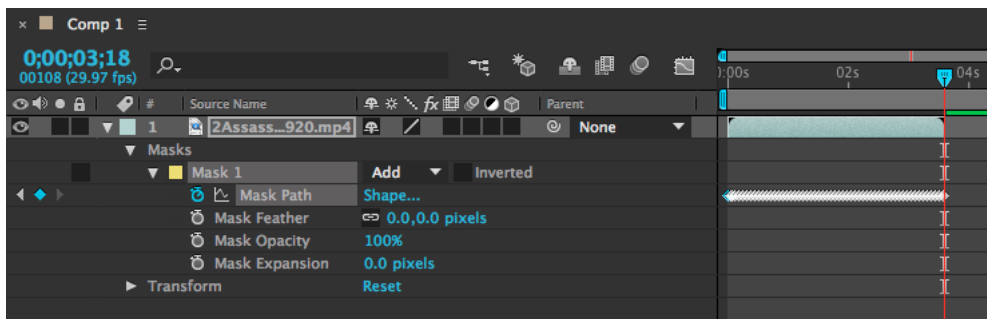 × Comp 1
0;00;03;18
00108 (29.97 fps)
):00s 02s 04s
# Source Name fx Parent
1 2Assass...920.mp4 None
Masks
Mask 1 Add Inverted
Mask Path Shape...
Mask Feather 0.0,0.0 pixels
Mask Opacity 100%
Mask Expansion 0.0 pixels
Transform Reset